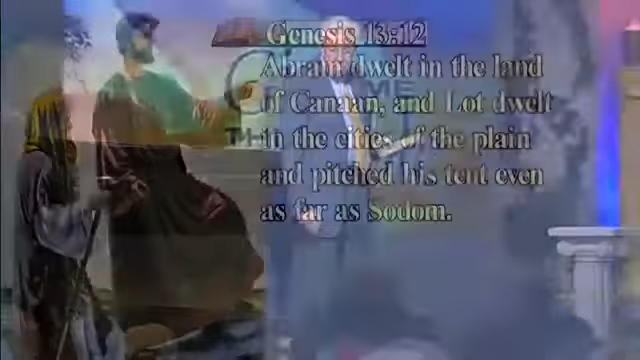 Genesis 13:12
Abram dwelt in the land
of Canaan, and Lot dwelt
in the cities of the plain
and pitched his tent even
as far as Sodom.